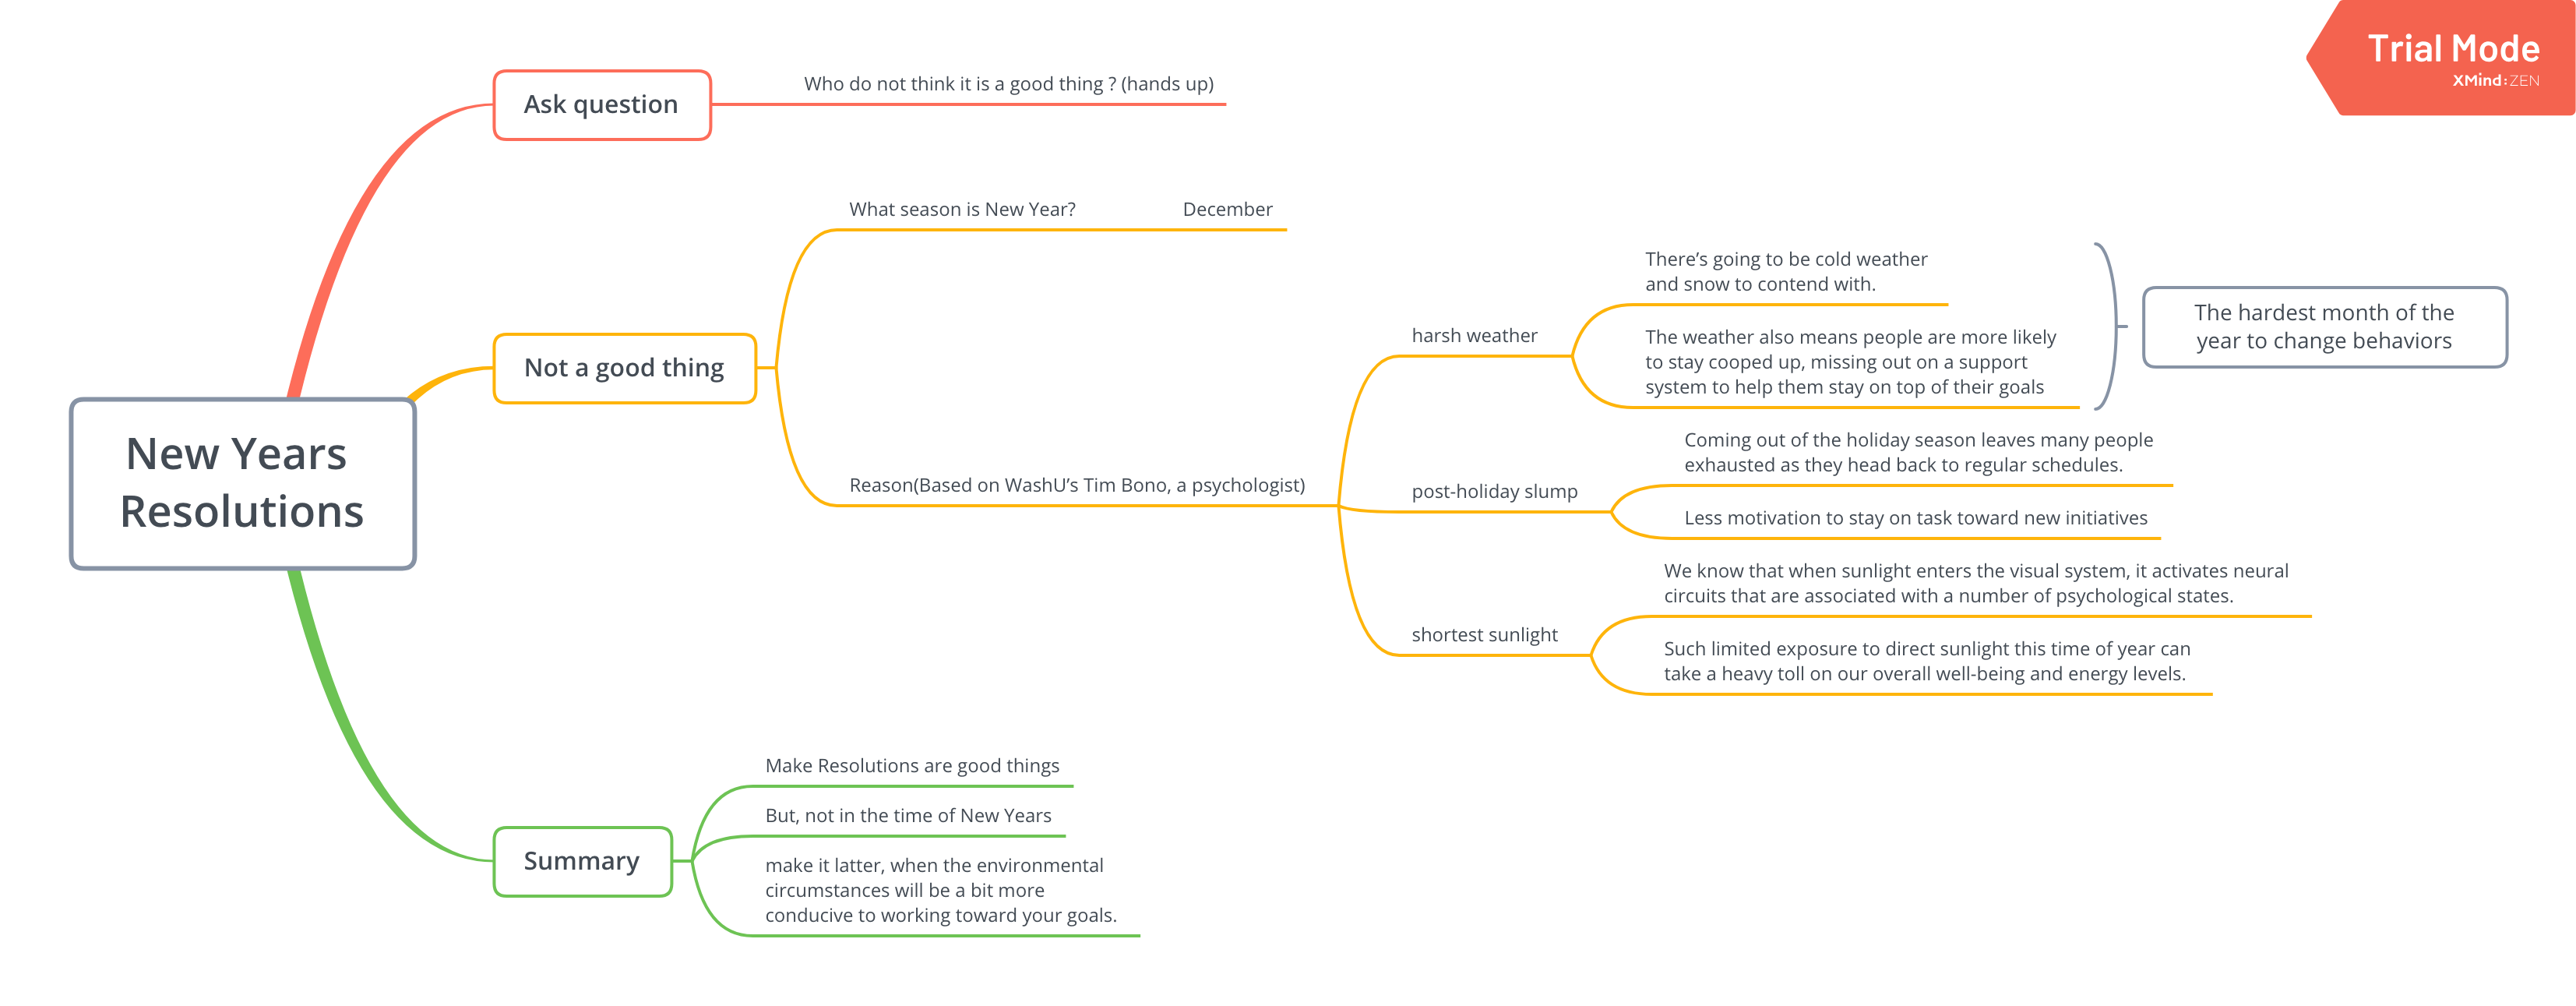 Trial Mode
XMind:ZEN
New Years
Resolutions
Ask question
Who do not think it is a good thing ? (hands up)
Not a good thing
What season is New Year?
December
Reason(Based on WashU’s Tim Bono, a psychologist)
harsh weather
There’s going to be cold weather
and snow to contend with.
The weather also means people are more likely
to stay cooped up, missing out on a support
system to help them stay on top of their goals
The hardest month of the
year to change behaviors
post-holiday slump
Coming out of the holiday season leaves many people
exhausted as they head back to regular schedules.
Less motivation to stay on task toward new initiatives
shortest sunlight
We know that when sunlight enters the visual system, it activates neural
circuits that are associated with a number of psychological states.
Such limited exposure to direct sunlight this time of year can
take a heavy toll on our overall well-being and energy levels.
Summary
Make Resolutions are good things
But, not in the time of New Years
make it latter, when the environmental
circumstances will be a bit more
conducive to working toward your goals.